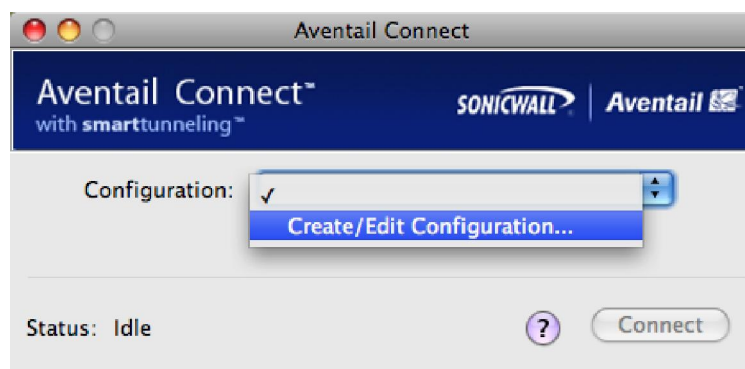 Aventail Connect
Aventail Connect™
with smarttunneling™
SONICWALL
Aventail
Configuration:
✓
Create/Edit Configuration...
Status: Idle
?
Connect